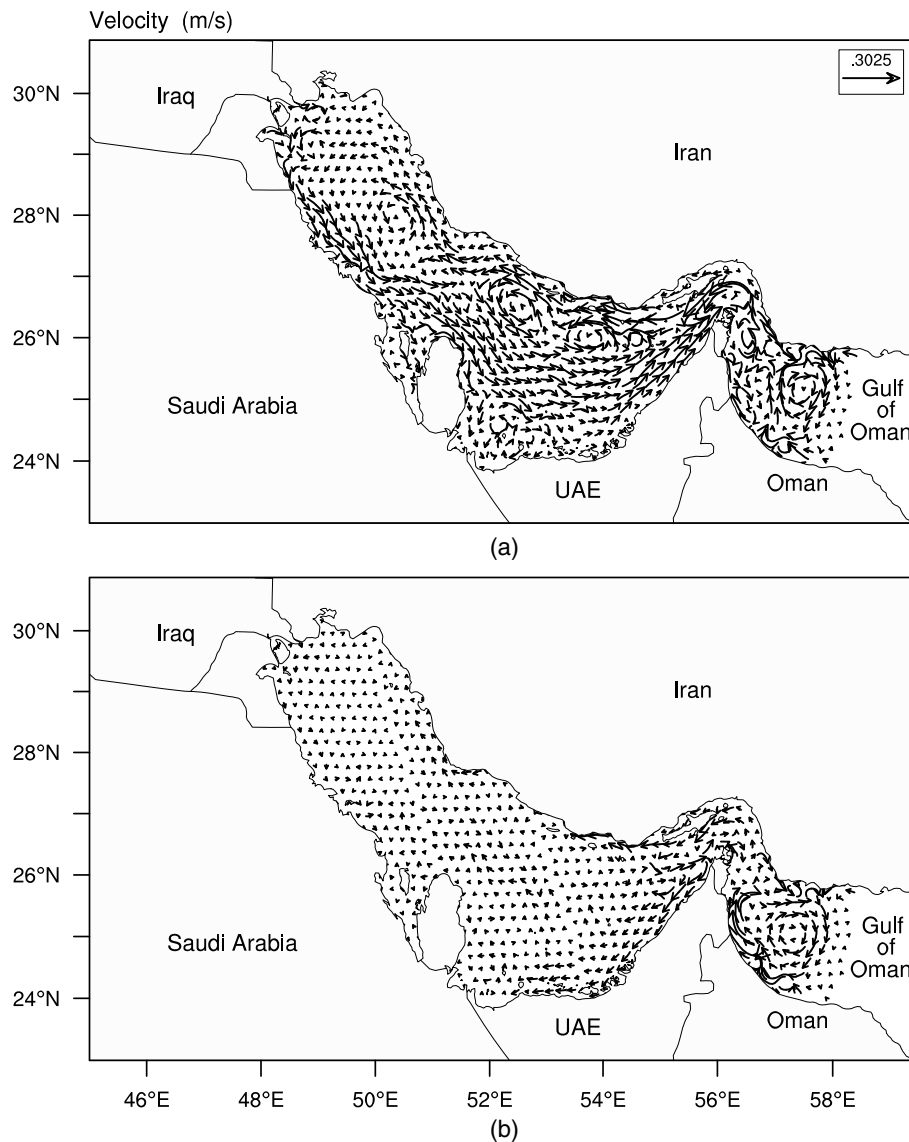 Velocity (m/s)
.3025
30°N
28°N
26°N
24°N
Iraq
Iran
Saudi Arabia
UAE
Oman
Gulf
of
Oman
(a)
30°N
28°N
26°N
24°N
Iraq
Iran
Saudi Arabia
UAE
Oman
Gulf
of
Oman
46°E 48°E 50°E 52°E 54°E 56°E 58°E
(b)